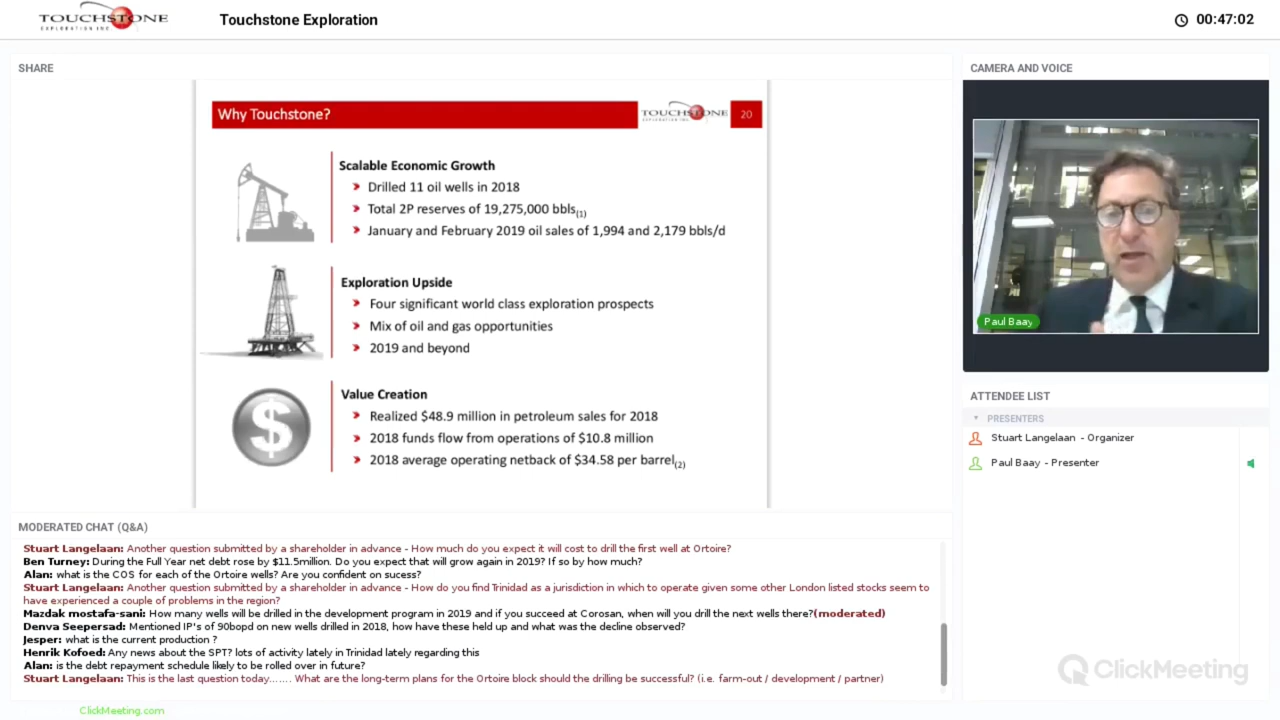 TOUCHSTONE
EXPLORATION INC.
Touchstone Exploration
00:47:02
SHARE
CAMERA AND VOICE
Why Touchstone?
TOUCHSTONE
EXPLORATION INC.
20
Scalable Economic Growth
Drilled 11 oil wells in 2018
Total 2P reserves of 19,275,000 bbls(1)
January and February 2019 oil sales of 1,994 and 2,179 bbls/d
Exploration Upside
Four significant world class exploration prospects
Mix of oil and gas opportunities
2019 and beyond
Value Creation
Realized $48.9 million in petroleum sales for 2018
2018 funds flow from operations of $10.8 million
2018 average operating netback of $34.58 per barrel(2)
Paul Baay
ATTENDEE LIST
PRESENTERS
Stuart Langelaan - Organizer
Paul Baay - Presenter
MODERATED CHAT (Q&A)
Stuart Langelaan: Another question submitted by a shareholder in advance - How much do you expect it will cost to drill the first well at Ortoire?
Ben Turney: During the Full Year net debt rose by $11.5million. Do you expect that will grow again in 2019? If so by how much?
Alan: what is the COS for each of the Ortoire wells? Are you confident on sucess?
Stuart Langelaan: Another question submitted by a shareholder in advance - How do you find Trinidad as a jurisdiction in which to operate given some other London listed stocks seem to
have experienced a couple of problems in the region?
Mazdak mostafa-sani: How many wells will be drilled in the development program in 2019 and if you succeed at Corosan, when will you drill the next wells there?(moderated)
Denva Seepersad: Mentioned IP's of 90bopd on new wells drilled in 2018, how have these held up and what was the decline observed?
Jesper: what is the current production ?
Henrik Kofoed: Any news about the SPT? lots of activity lately in Trinidad lately regarding this
Alan: is the debt repayment schedule likely to be rolled over in future?
Stuart Langelaan: This is the last question today....... What are the long-term plans for the Ortoire block should the drilling be successful? (i.e. farm-out / development / partner)
ClickMeeting
ClickMeeting.com